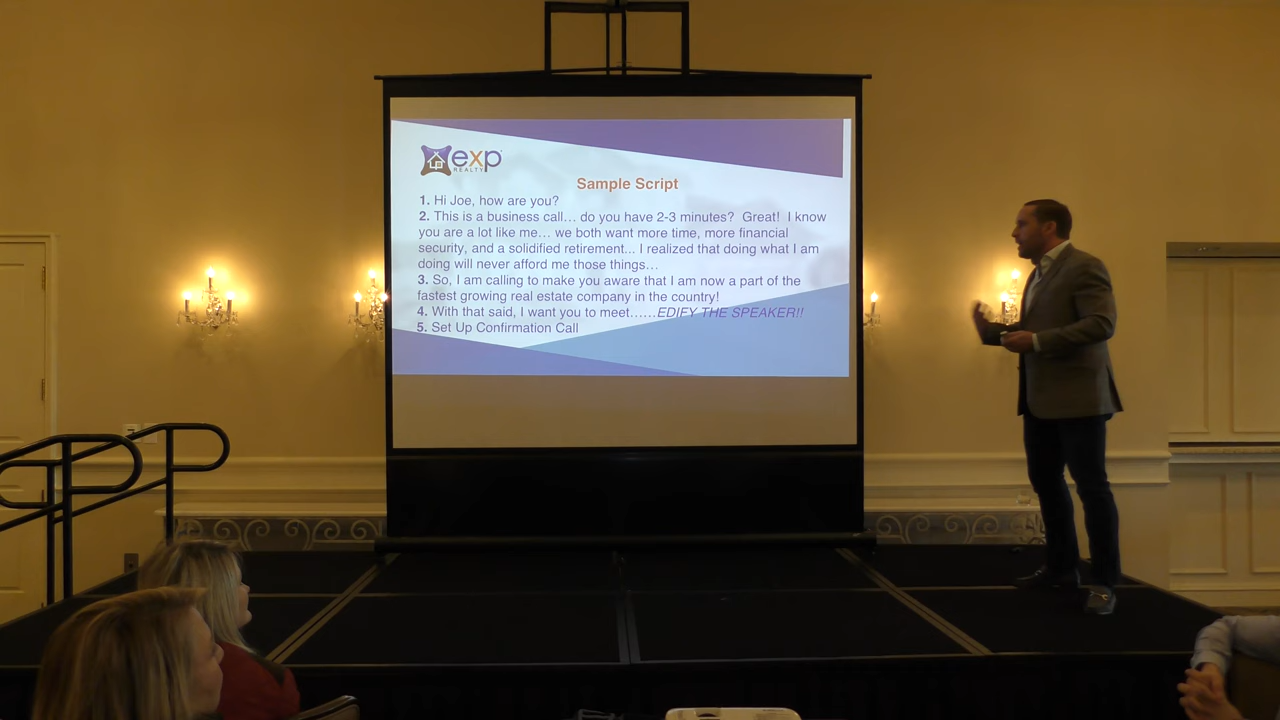 exp
REALTY
Sample Script
1. Hi Joe, how are you?
2. This is a business call... do you have 2-3 minutes?  Great!  I know
you are a lot like me... we both want more time, more financial
security, and a solidified retirement... I realized that doing what I am
doing will never afford me those things...
3. So, I am calling to make you aware that I am now a part of the
fastest growing real estate company in the country!
4. With that said, I want you to meet......EDIFY THE SPEAKER!!
5. Set Up Confirmation Call